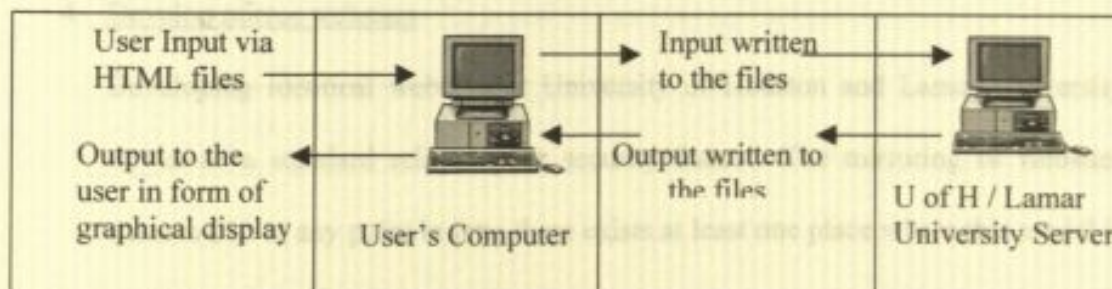 User Input via
HTML files
Output to the
user in form of
graphical display
User's Computer
Input written
to the files
Output written to
the files
U of H / Lamar
University Server